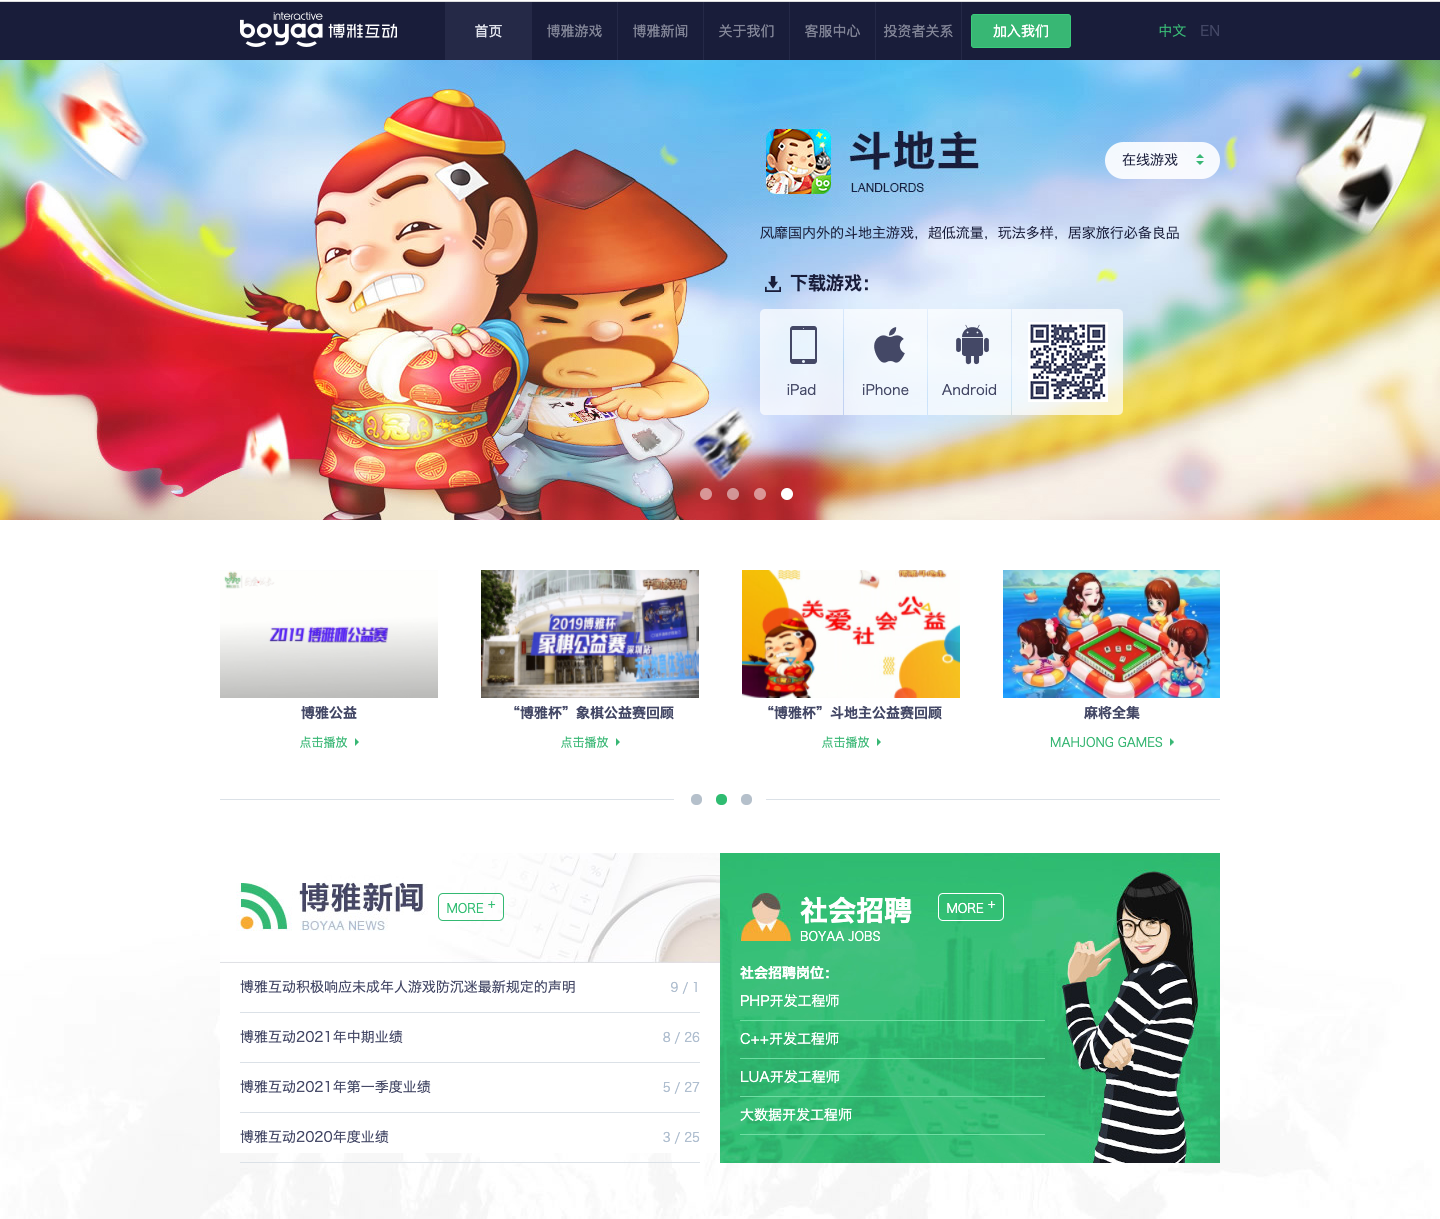 interactive
boyaa 博雅互动
首页
博雅游戏
博雅新闻
关于我们
客服中心
投资者关系
加入我们
中文 EN
斗地主
LANDLORDS
在线游戏
风靡国内外的斗地主游戏，超低流量，玩法多样，居家旅行必备良品
下载游戏：
iPad
iPhone
Android
冠
bo
2019 博雅杯公益赛
2019博雅杯
象棋公益赛 深圳站
关爱社会公益
博雅公益
点击播放
“博雅杯”象棋公益赛回顾
点击播放
“博雅杯”斗地主公益赛回顾
点击播放
麻将全集
MAHJONG GAMES
博雅新闻
BOYAA NEWS
MORE +
博雅互动积极响应未成年人游戏防沉迷最新规定的声明 9 / 1
博雅互动2021年中期业绩 8 / 26
博雅互动2021年第一季度业绩 5 / 27
博雅互动2020年度业绩 3 / 25
社会招聘
BOYAA JOBS
MORE +
社会招聘岗位：
PHP开发工程师
C++开发工程师
LUA开发工程师
大数据开发工程师